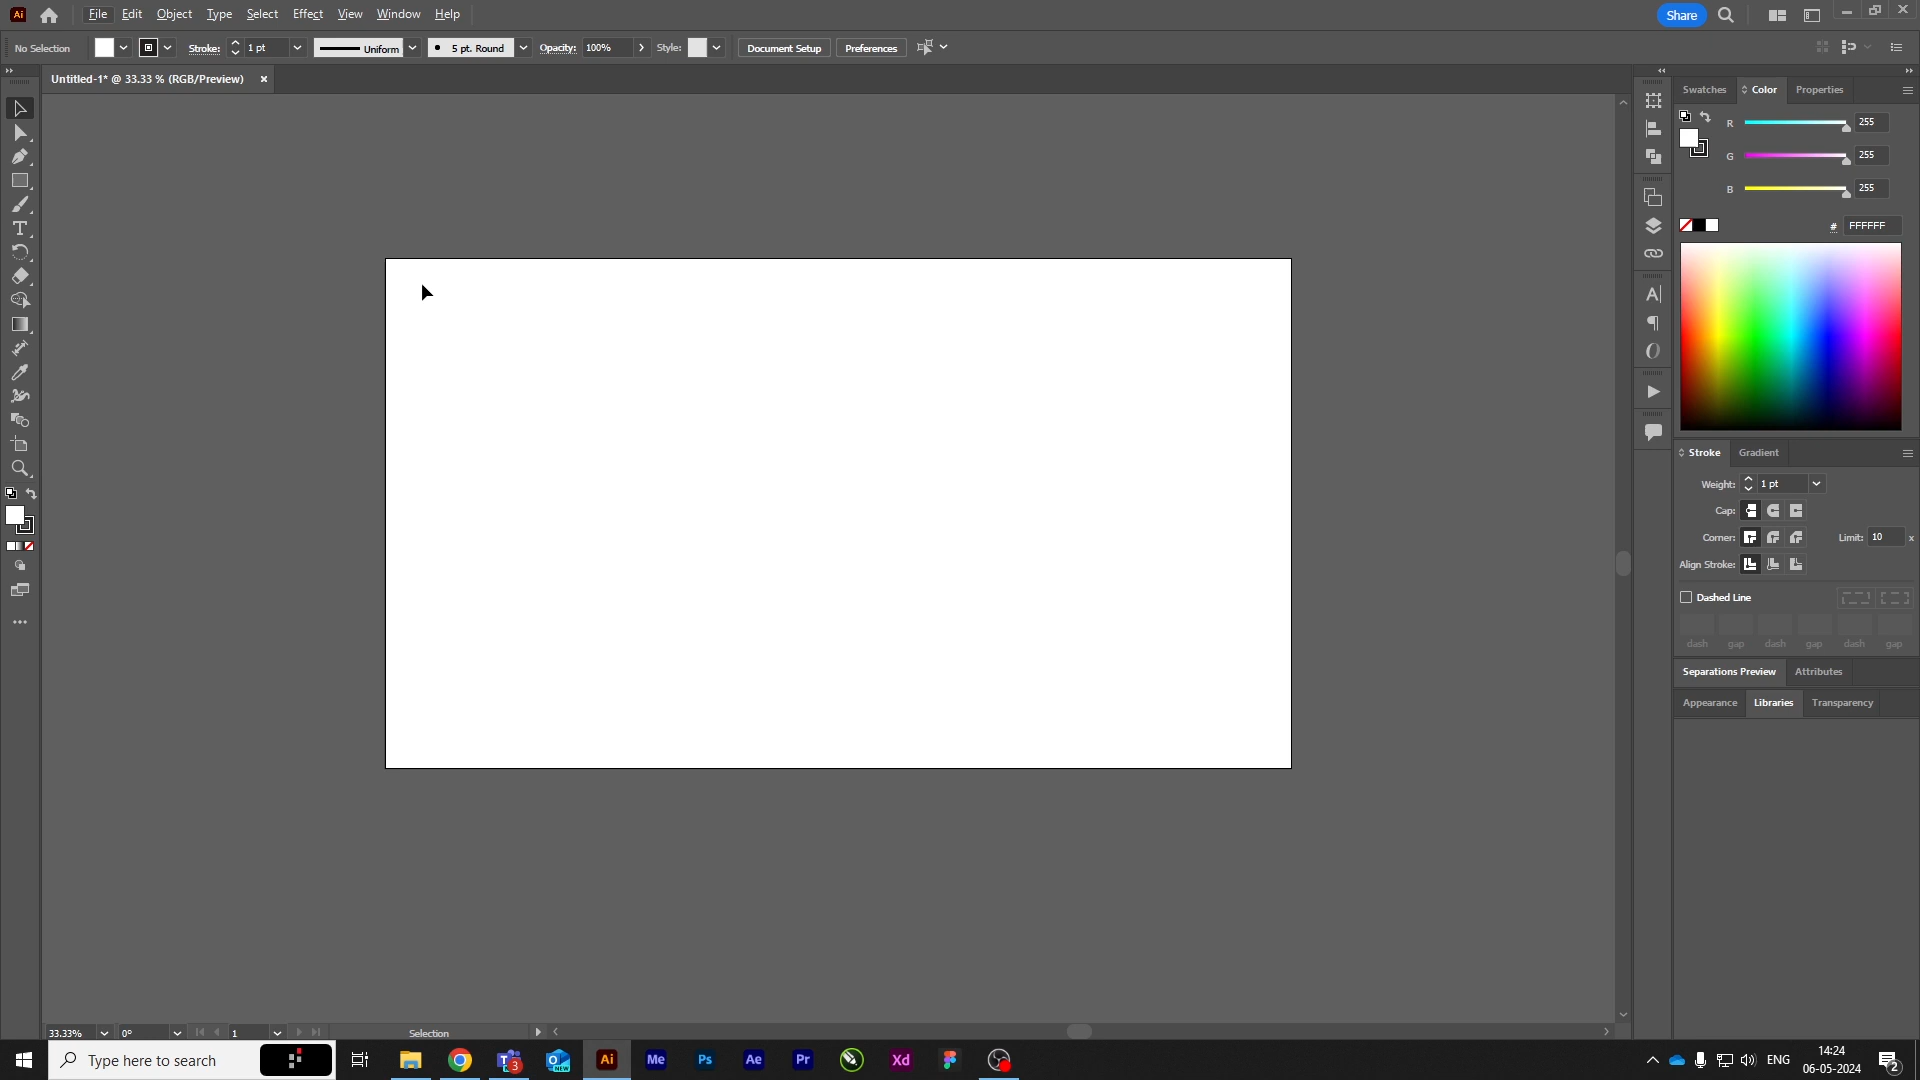 Ai File Edit Object Type Select Effect View Window Help Share
No Selection Stroke: 1 pt Uniform 5 pt. Round Opacity: 100% Style: Document Setup Preferences
Untitled-1* @ 33.33 % (RGB/Preview) ×
Swatches Color Properties
R 255
G 255
B 255
# FFFFFF
Stroke Gradient
Weight: 1 pt
Cap:
Corner: Limit: 10 x
Align Stroke:
Dashed Line
dash gap dash gap dash gap
Separations Preview Attributes
Appearance Libraries Transparency
33.33% 0° 1 Selection
Type here to search 3 NEW Ai Me Ps Ae Pr Xd ENG 14:24
06-05-2024 2